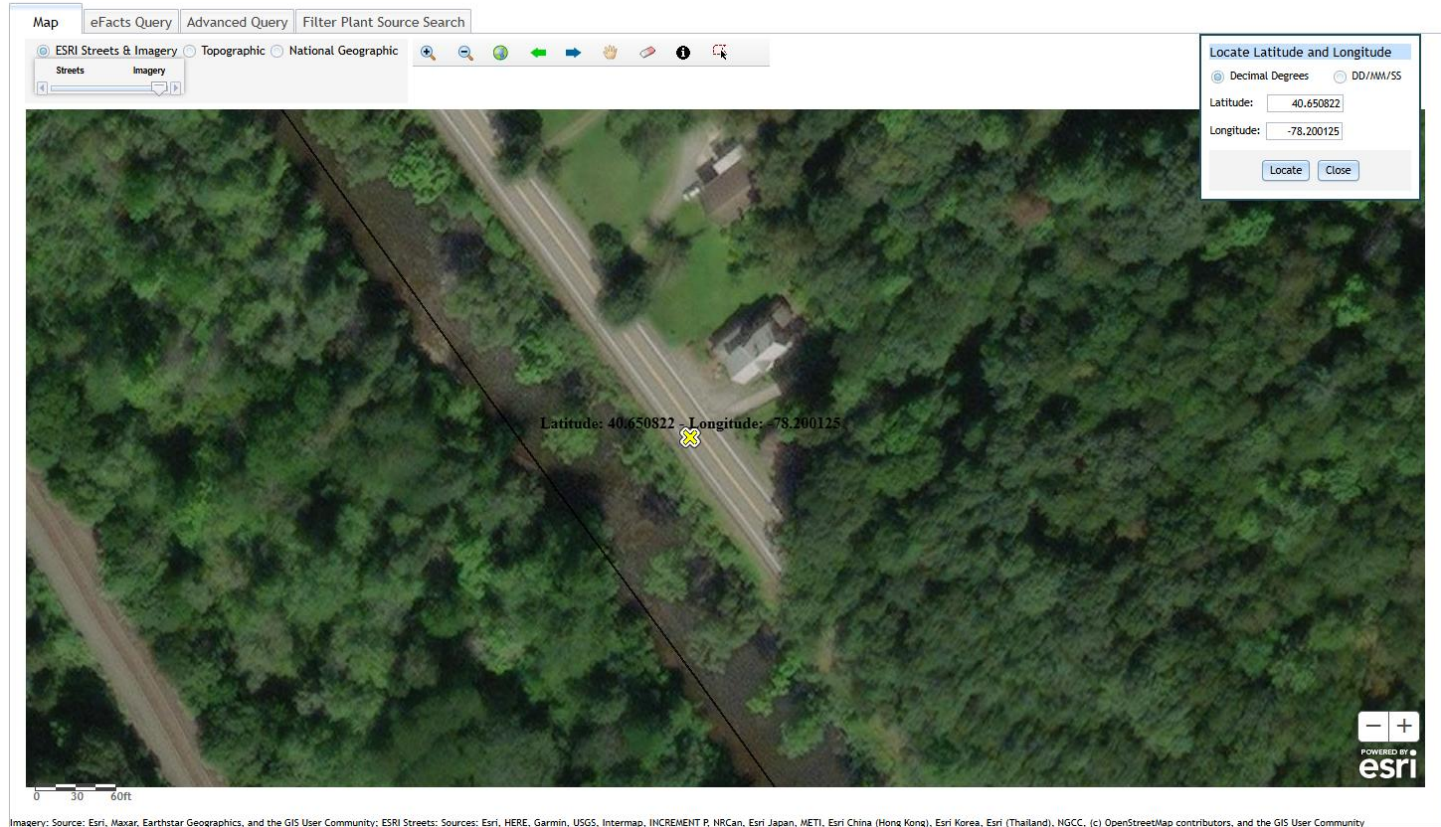 Map eFacts Query Advanced Query Filter Plant Source Search
ESRI Streets & Imagery Topographic National Geographic
Streets Imagery
Locate Latitude and Longitude
Decimal Degrees DD/MM/SS
Latitude: 40.650822
Longitude: -78.200125
Locate Close
Latitude: 40.650822 - Longitude: -78.200125
− +
POWERED BY
esri
0 30 60ft
Imagery: Source: Esri, Maxar, Earthstar Geographics, and the GIS User Community; ESRI Streets: Sources: Esri, HERE, Garmin, USGS, Intermap, INCREMENT P, NRCan, Esri Japan, METI, Esri China (Hong Kong), Esri Korea, Esri (Thailand), NGCC, (c) OpenStreetMap contributors, and the GIS User Community